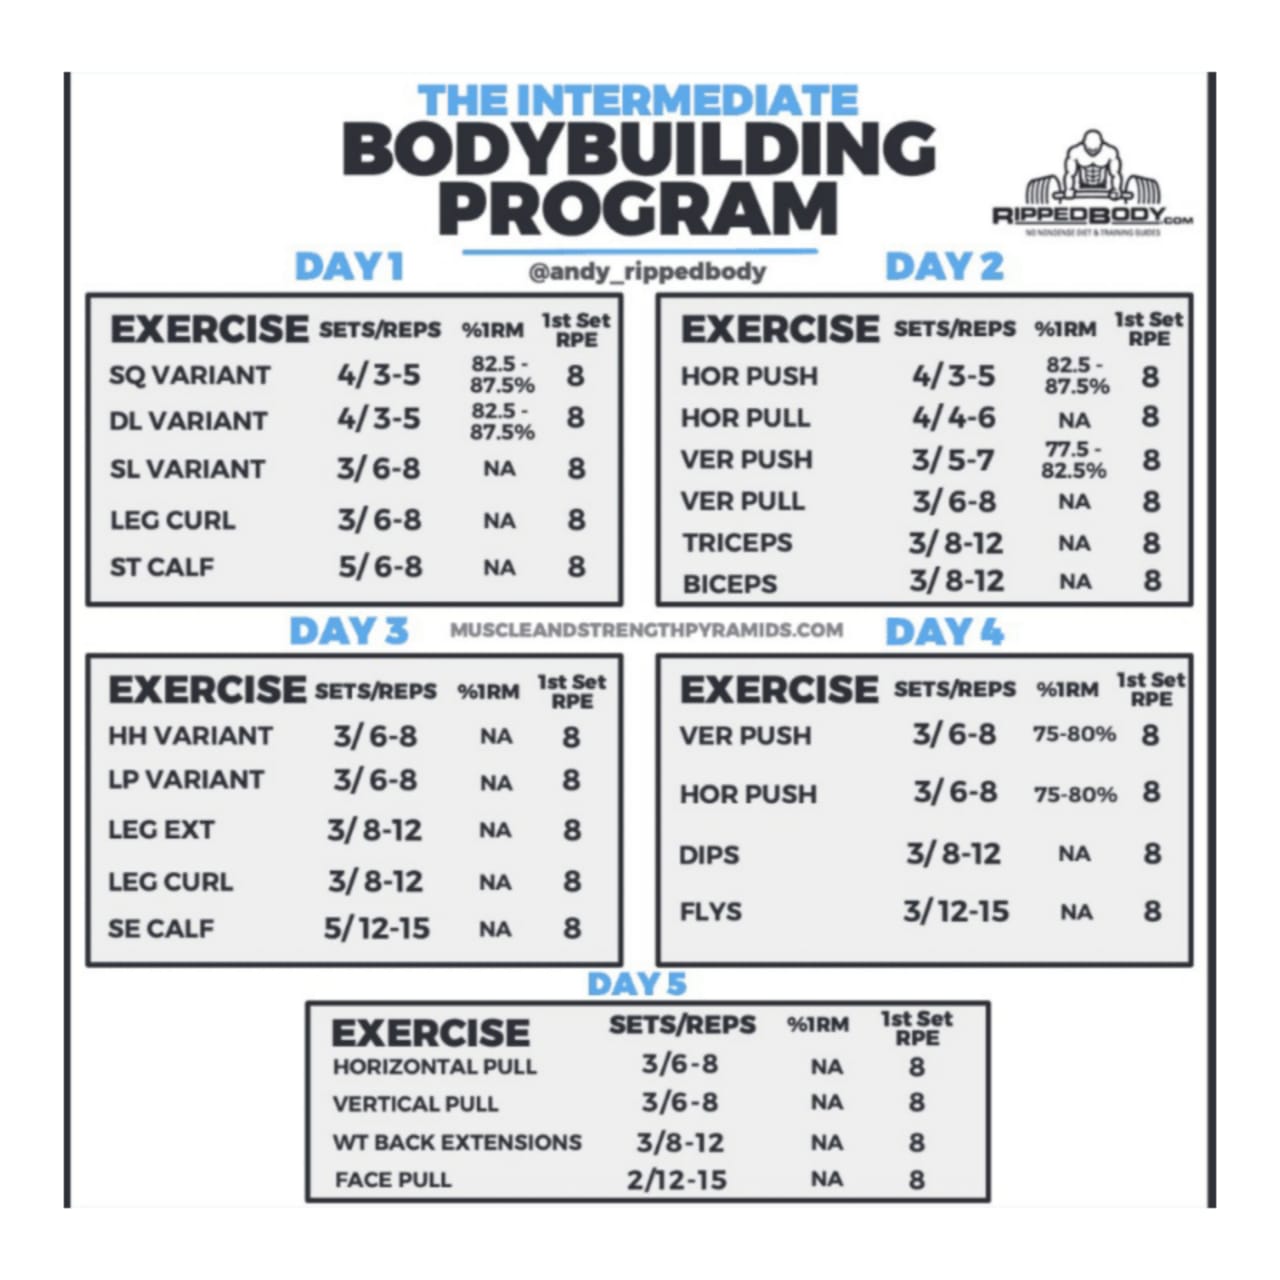 THE INTERMEDIATE
BODYBUILDING
PROGRAM
RIPPEDBODY.COM
NO NONSENSE DIET & TRAINING GUIDES
@andy_rippedbody
DAY 1
EXERCISE SETS/REPS %1RM 1st Set RPE
SQ VARIANT 4/3-5 82.5 - 87.5% 8
DL VARIANT 4/3-5 82.5 - 87.5% 8
SL VARIANT 3/6-8 NA 8
LEG CURL 3/6-8 NA 8
ST CALF 5/6-8 NA 8
DAY 2
EXERCISE SETS/REPS %1RM 1st Set RPE
HOR PUSH 4/3-5 82.5 - 87.5% 8
HOR PULL 4/4-6 NA 8
VER PUSH 3/5-7 77.5 - 82.5% 8
VER PULL 3/6-8 NA 8
TRICEPS 3/8-12 NA 8
BICEPS 3/8-12 NA 8
MUSCLEANDSTRENGTHPYRAMIDS.COM
DAY 3
EXERCISE SETS/REPS %1RM 1st Set RPE
HH VARIANT 3/6-8 NA 8
LP VARIANT 3/6-8 NA 8
LEG EXT 3/8-12 NA 8
LEG CURL 3/8-12 NA 8
SE CALF 5/12-15 NA 8
DAY 4
EXERCISE SETS/REPS %1RM 1st Set RPE
VER PUSH 3/6-8 75-80% 8
HOR PUSH 3/6-8 75-80% 8
DIPS 3/8-12 NA 8
FLYS 3/12-15 NA 8
DAY 5
EXERCISE SETS/REPS %1RM 1st Set RPE
HORIZONTAL PULL 3/6-8 NA 8
VERTICAL PULL 3/6-8 NA 8
WT BACK EXTENSIONS 3/8-12 NA 8
FACE PULL 2/12-15 NA 8